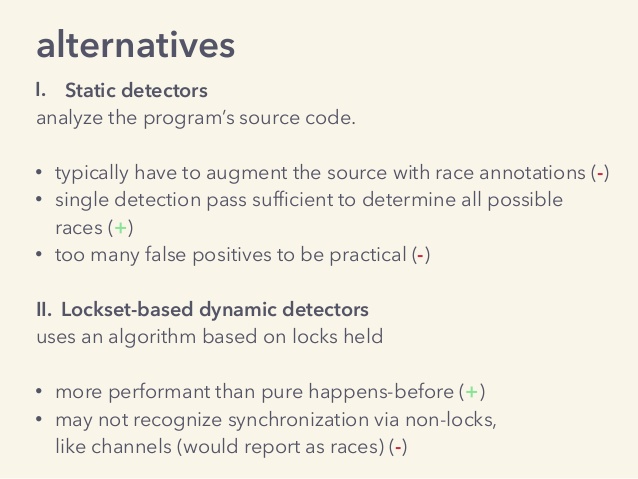 alternatives
I. Static detectors
analyze the program's source code.
• typically have to augment the source with race annotations (-)
• single detection pass sufficient to determine all possible
races (+)
• too many false positives to be practical (-)
II. Lockset-based dynamic detectors
uses an algorithm based on locks held
• more performant than pure happens-before (+)
• may not recognize synchronization via non-locks,
like channels (would report as races) (-)